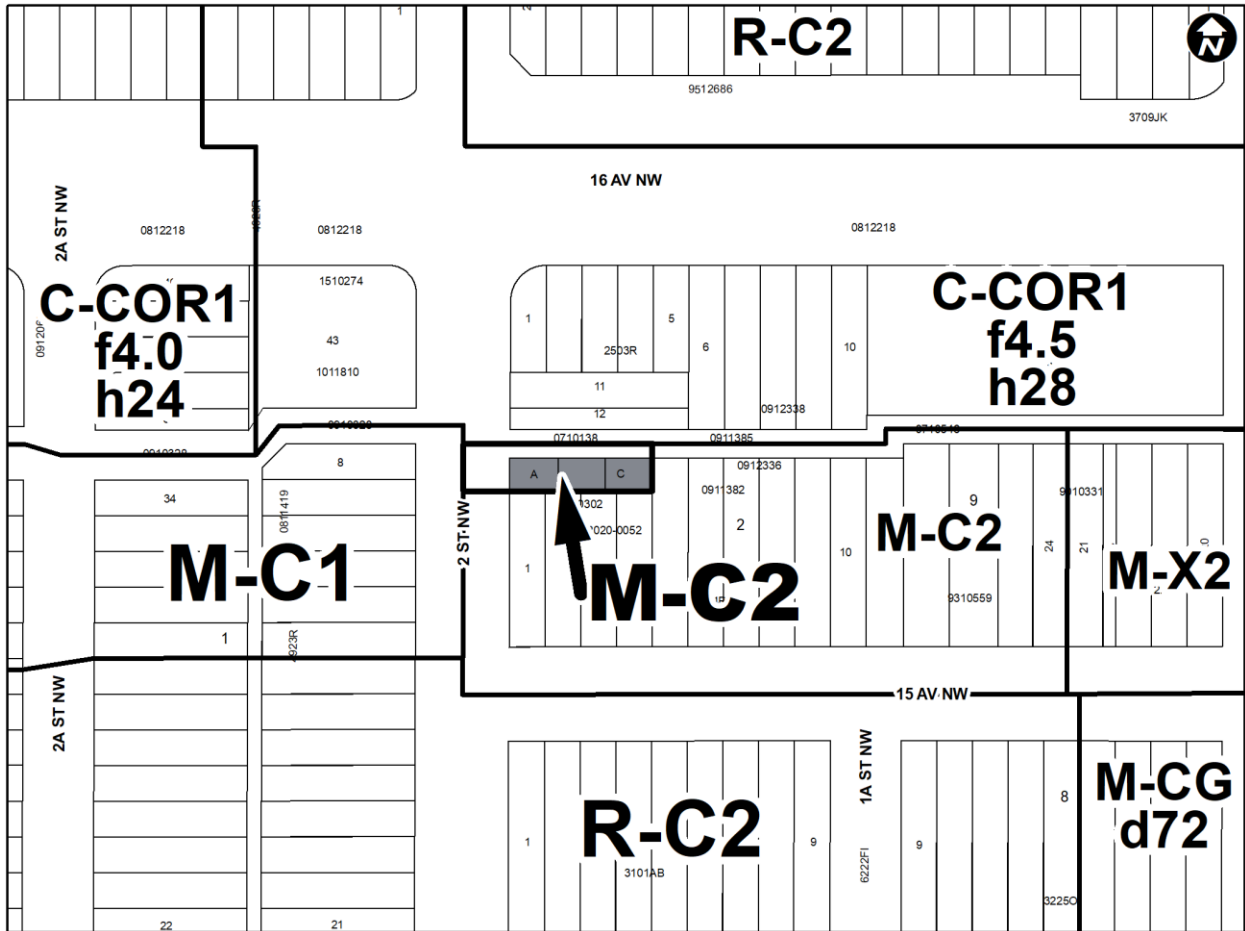 R-C2
N
9512686
3709JK
16 AV NW
2A ST NW
0812218
0812218
0812218
1510274
C-COR1
f4.0
h24
43
1011810
1
5
2503R
6
10
11
12
0912338
C-COR1
f4.5
h28
0710138
0911385
8
34
0811419
A
C
0912336
0911382
2
9
9310559
24
21
M-C1
1
2 ST NW
1
M-C2
10
M-C2
M-X2
15 AV NW
2A ST NW
1A ST NW
R-C2
1
9
3101AB
6222FI
9
8
M-CG
d72
22
21